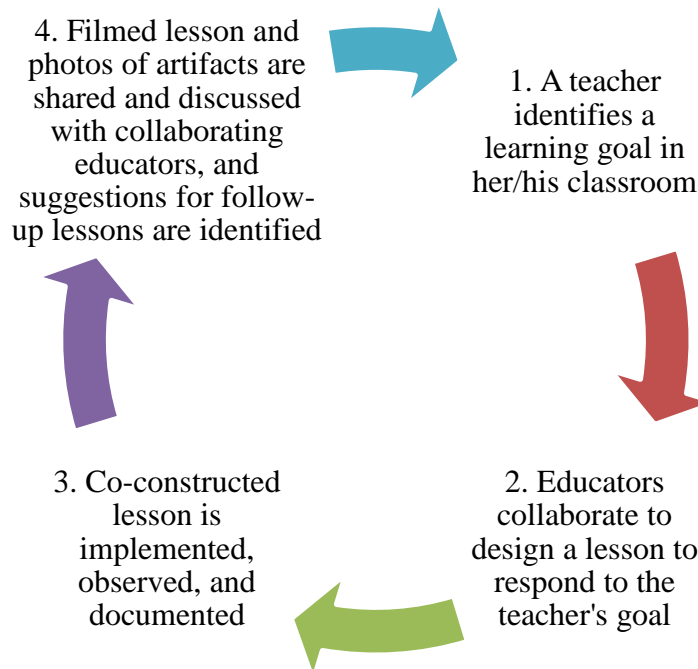 4. Filmed lesson and
photos of artifacts are
shared and discussed
with collaborating
educators, and
suggestions for follow-
up lessons are identified
1. A teacher
identifies a
learning goal in
her/his classroom
2. Educators
collaborate to
design a lesson to
respond to the
teacher's goal
3. Co-constructed
lesson is
implemented,
observed, and
documented